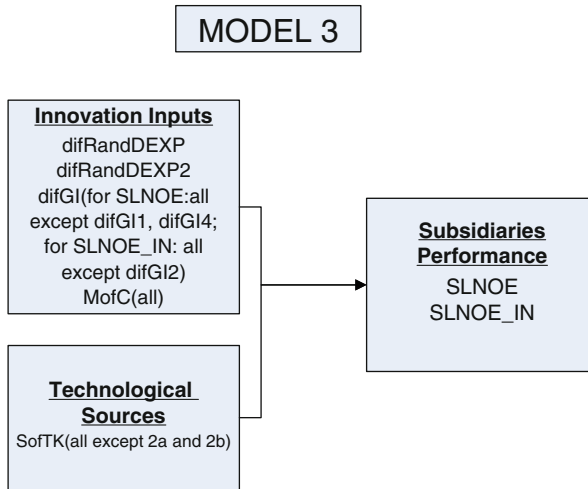 MODEL 3
Innovation Inputs
difRandDEXP
difRandDEXP2
difGI(for SLNOE:all
except difGI1, difGI4;
for SLNOE_IN: all
except difGI2)
MofC(all)
Technological
Sources
SofTK(all except 2a and 2b)
Subsidiaries
Performance
SLNOE
SLNOE_IN